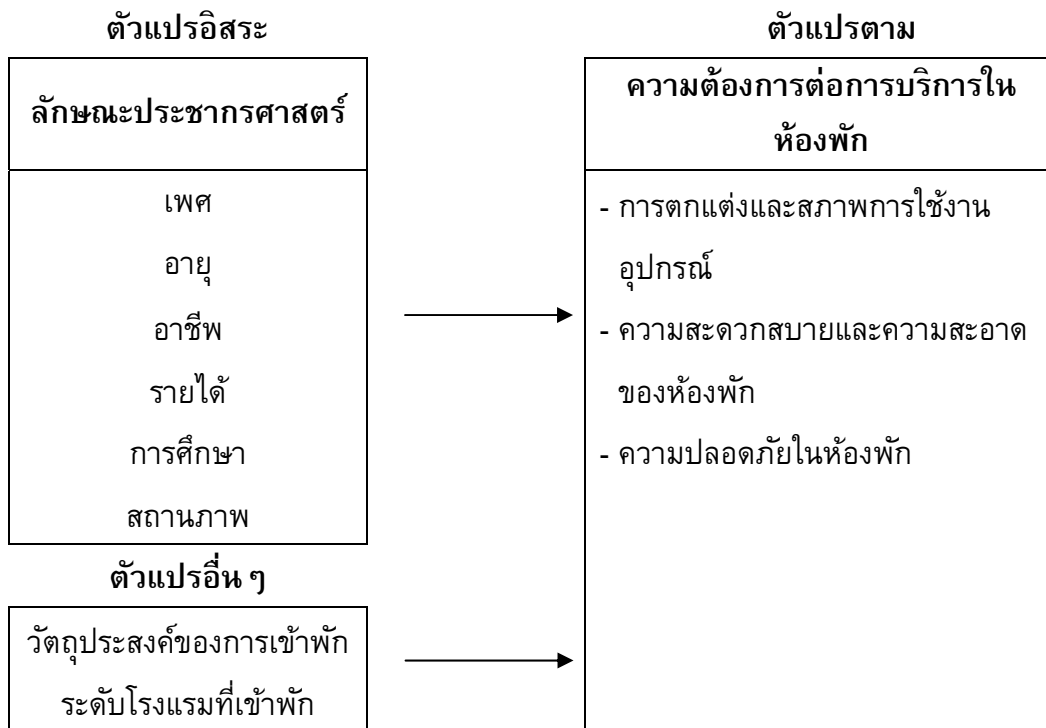 ตัวแปรอิสระ
ลักษณะประชากรศาสตร์
เพศ
อายุ
อาชีพ
รายได้
การศึกษา
สถานภาพ
ตัวแปรอื่น ๆ
วัตถุประสงค์ของการเข้าพัก
ระดับโรงแรมที่เข้าพัก
ตัวแปรตาม
ความต้องการต่อการบริการใน
ห้องพัก
- การตกแต่งและสภาพการใช้งาน
อุปกรณ์
- ความสะดวกสบายและความสะอาด
ของห้องพัก
- ความปลอดภัยในห้องพัก